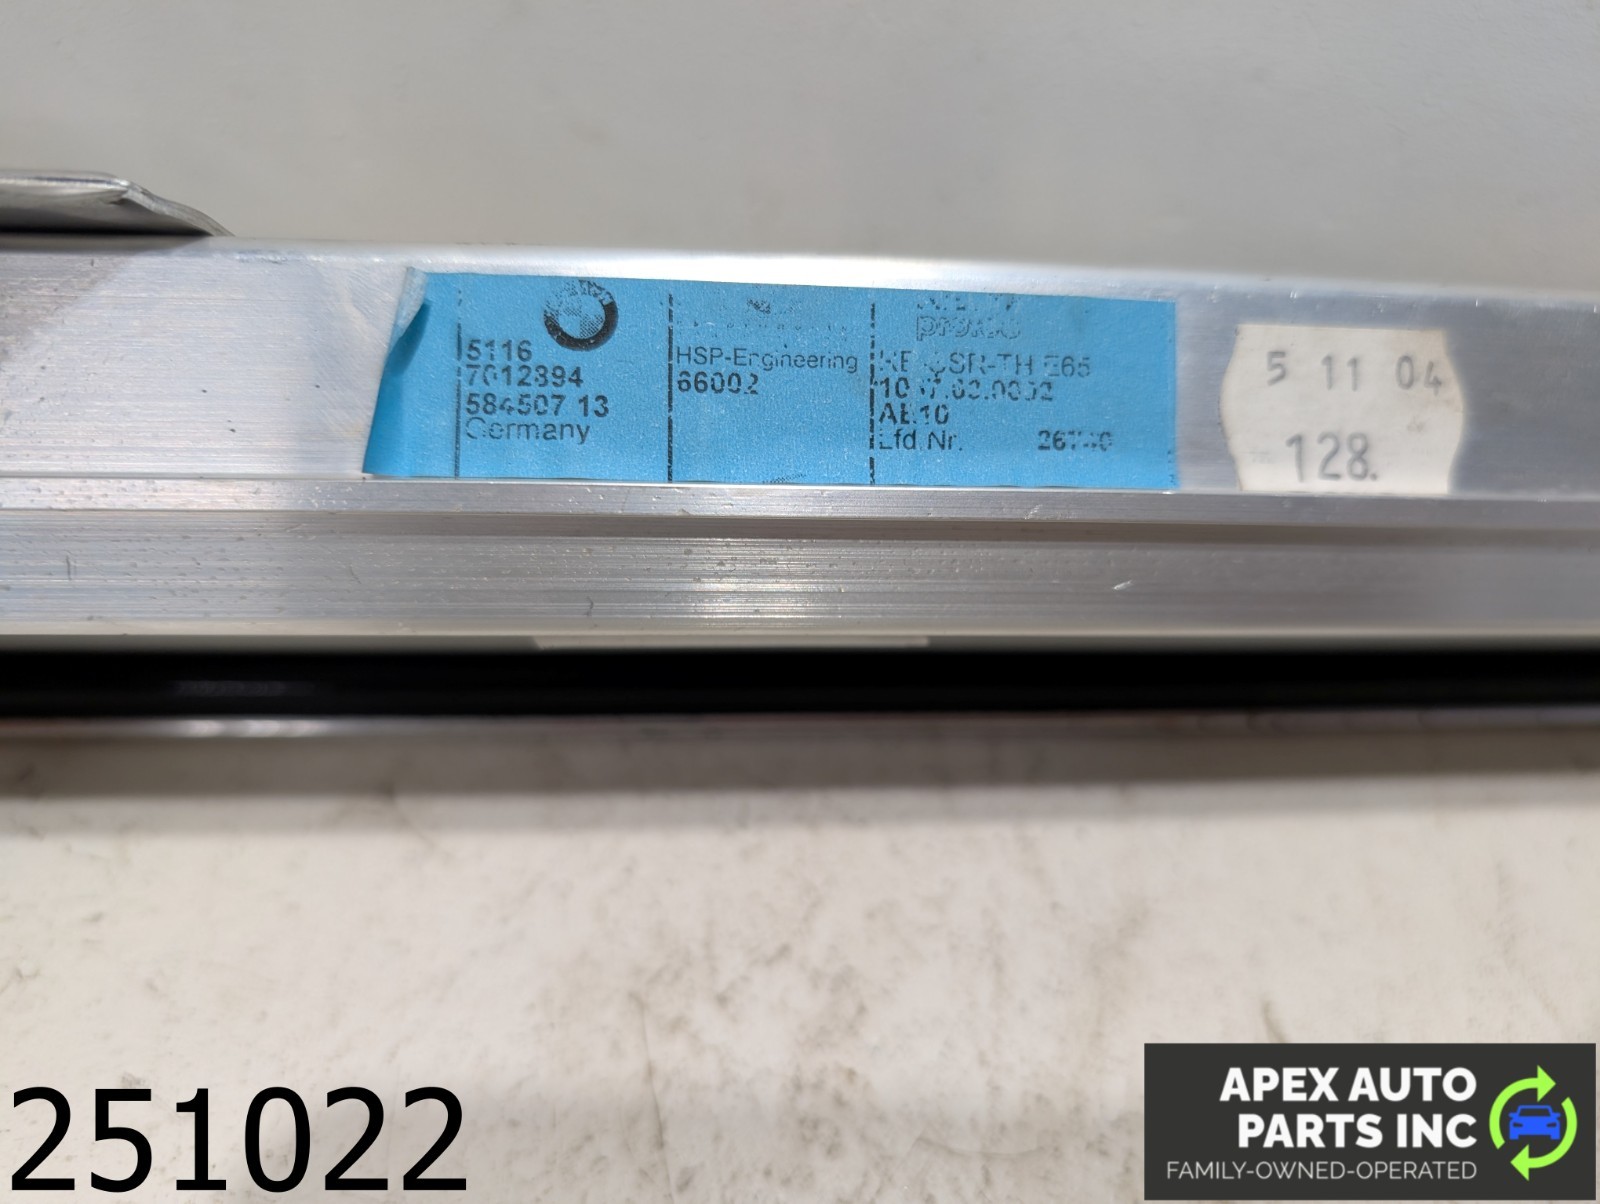 5116
7012394
584507 13
Germany
HSP-Engineering
66002
E65
AE10
Lfd.Nr.
5 11 04
128.
251022
APEX AUTO
PARTS INC
FAMILY-OWNED-OPERATED